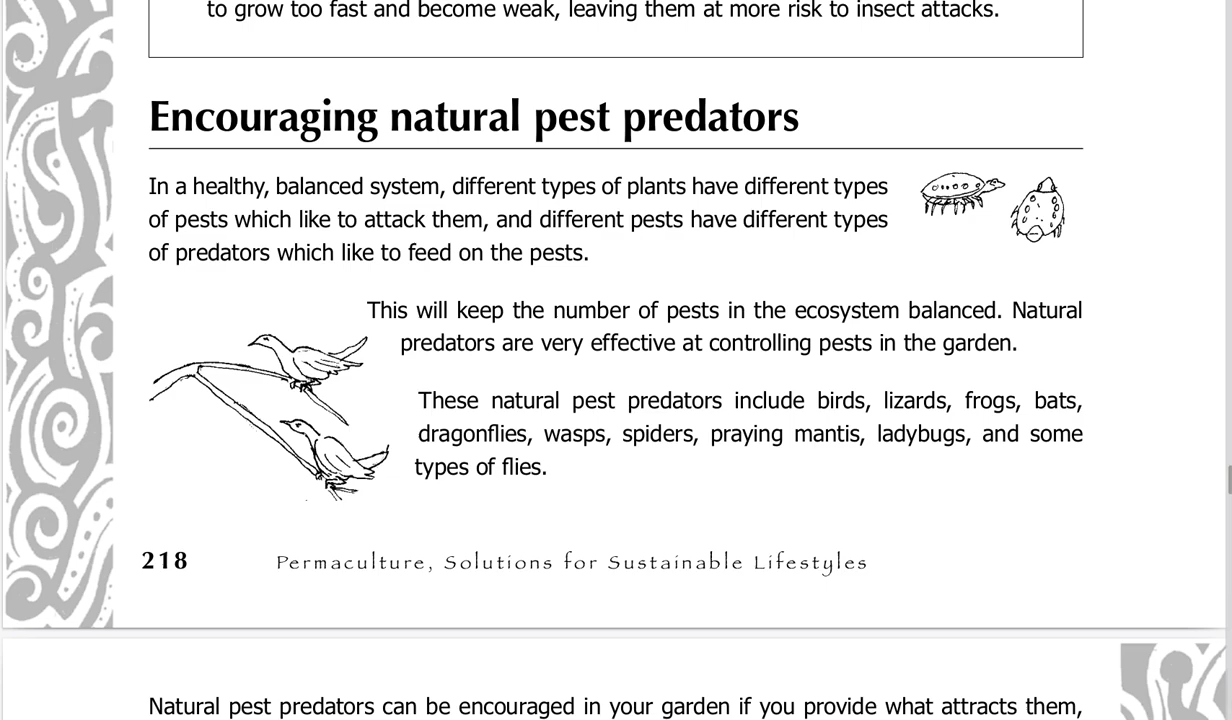 to grow too fast and become weak, leaving them at more risk to insect attacks.
Encouraging natural pest predators
In a healthy, balanced system, different types of plants have different types
of pests which like to attack them, and different pests have different types
of predators which like to feed on the pests.
This will keep the number of pests in the ecosystem balanced. Natural
predators are very effective at controlling pests in the garden.
These natural pest predators include birds, lizards, frogs, bats,
dragonflies, wasps, spiders, praying mantis, ladybugs, and some
types of flies.
218 Permaculture, Solutions for Sustainable Lifestyles
Natural pest predators can be encouraged in your garden if you provide what attracts them,